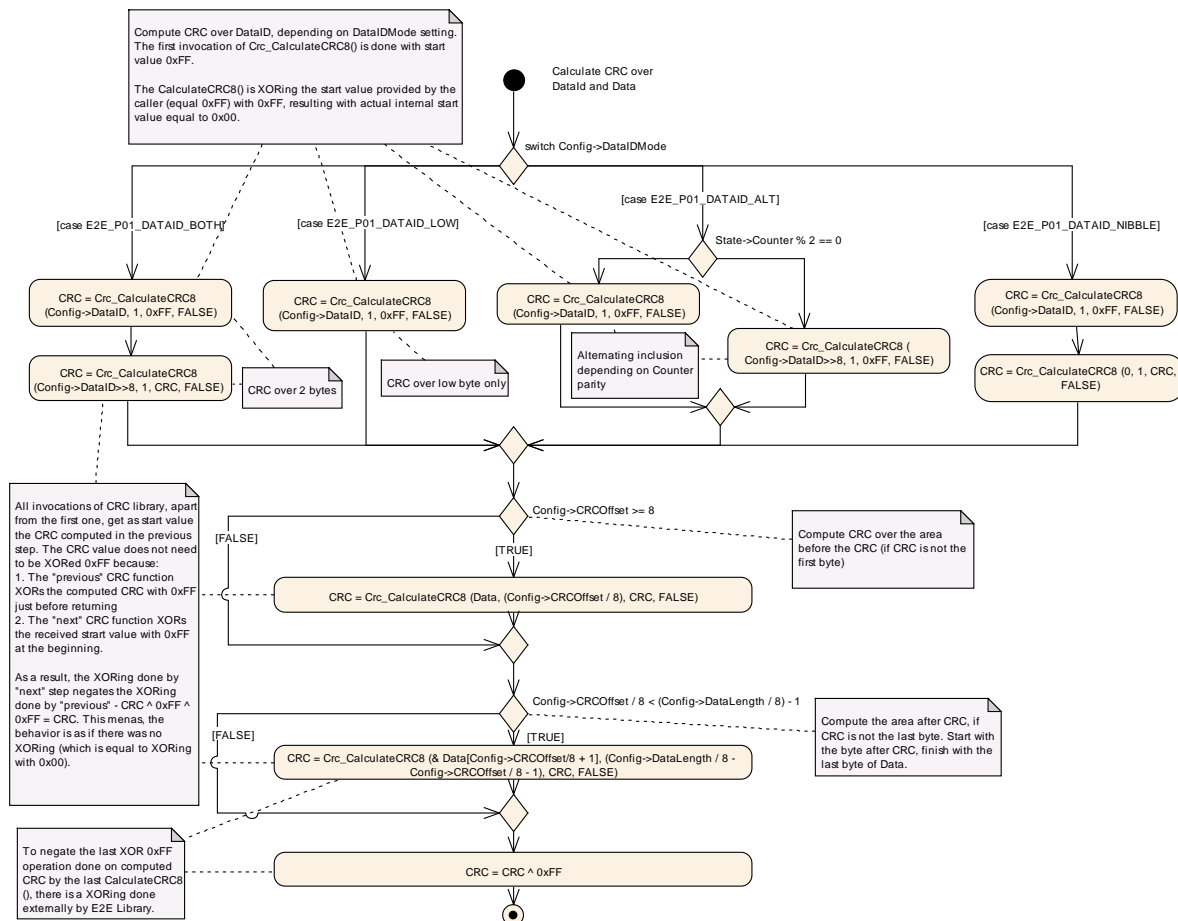 Compute CRC over DataID, depending on DataIDMode setting.
The first invocation of Crc_CalculateCRC8() is done with start
value 0xFF.
The CalculateCRC8() is XORing the start value provided by the
caller (equal 0xFF) with 0xFF, resulting with actual internal start
value equal to 0x00.
Calculate CRC over
DataId and Data
switch Config->DataIDMode
[case E2E_P01_DATAID_BOTH]
[case E2E_P01_DATAID_LOW]
[case E2E_P01_DATAID_ALT]
[case E2E_P01_DATAID_NIBBLE]
State->Counter % 2 == 0
CRC = Crc_CalculateCRC8
(Config->DataID, 1, 0xFF, FALSE)
CRC = Crc_CalculateCRC8
(Config->DataID, 1, 0xFF, FALSE)
CRC = Crc_CalculateCRC8
(Config->DataID, 1, 0xFF, FALSE)
CRC = Crc_CalculateCRC8
(Config->DataID, 1, 0xFF, FALSE)
CRC = Crc_CalculateCRC8
(Config->DataID>>8, 1, CRC, FALSE)
CRC over 2 bytes
CRC over low byte only
Alternating inclusion
depending on Counter
parity
CRC = Crc_CalculateCRC8 (
Config->DataID>>8, 1, 0xFF, FALSE)
CRC = Crc_CalculateCRC8 (0, 1, CRC,
FALSE)
All invocations of CRC library, apart
from the first one, get as start value
the CRC computed in the previous
step. The CRC value does not need
to be XORed 0xFF because:
1. The "previous" CRC function
XORs the computed CRC with 0xFF
just before returning
2. The "next" CRC function XORs
the received strart value with 0xFF
at the beginning.
As a result, the XORing done by
"next" step negates the XORing
done by "previous" - CRC ^ 0xFF ^
0xFF = CRC. This menas, the
behavior is as if there was no
XORing (which is equal to XORing
with 0x00).
Config->CRCOffset >= 8
[FALSE]
[TRUE]
Compute CRC over the area
before the CRC (if CRC is not the
first byte)
CRC = Crc_CalculateCRC8 (Data, (Config->CRCOffset / 8), CRC, FALSE)
Config->CRCOffset / 8 < (Config->DataLength / 8) - 1
[FALSE]
[TRUE]
Compute the area after CRC, if
CRC is not the last byte. Start with
the byte after CRC, finish with the
last byte of Data.
CRC = Crc_CalculateCRC8 (& Data[Config->CRCOffset/8 + 1], (Config->DataLength / 8 -
Config->CRCOffset / 8 - 1), CRC, FALSE)
To negate the last XOR 0xFF
operation done on computed
CRC by the last CalculateCRC8
(), there is a XORing done
externally by E2E Library.
CRC = CRC ^ 0xFF